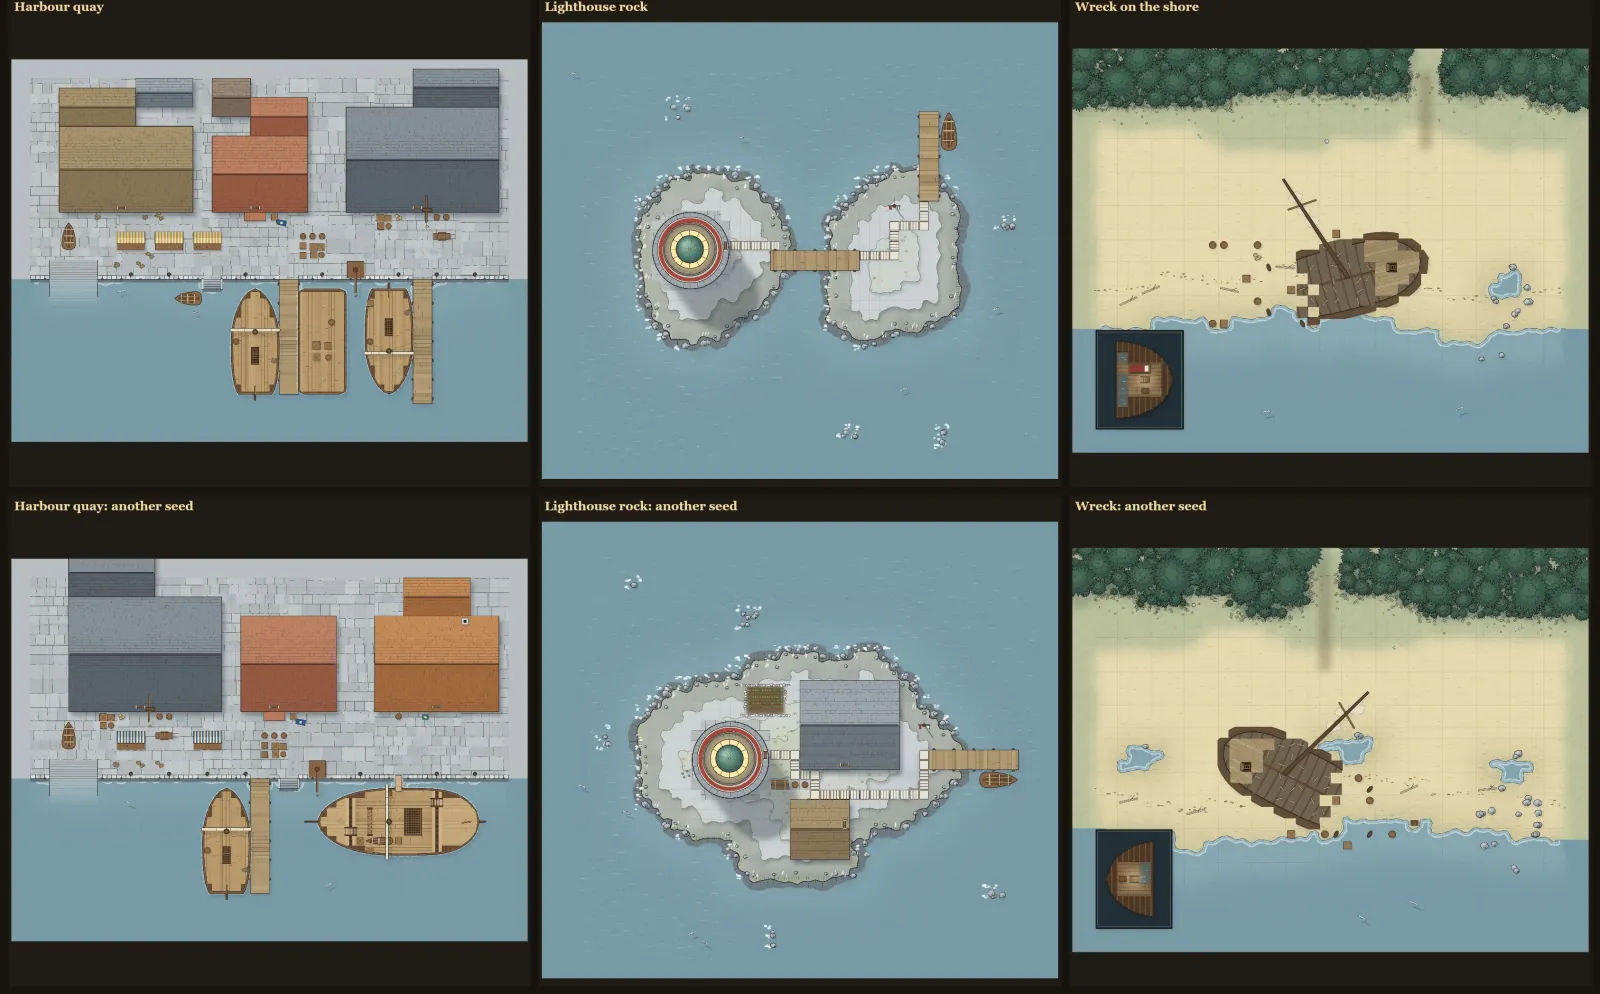 Harbour quay
Lighthouse rock
Wreck on the shore
Harbour quay: another seed
Lighthouse rock: another seed
Wreck: another seed